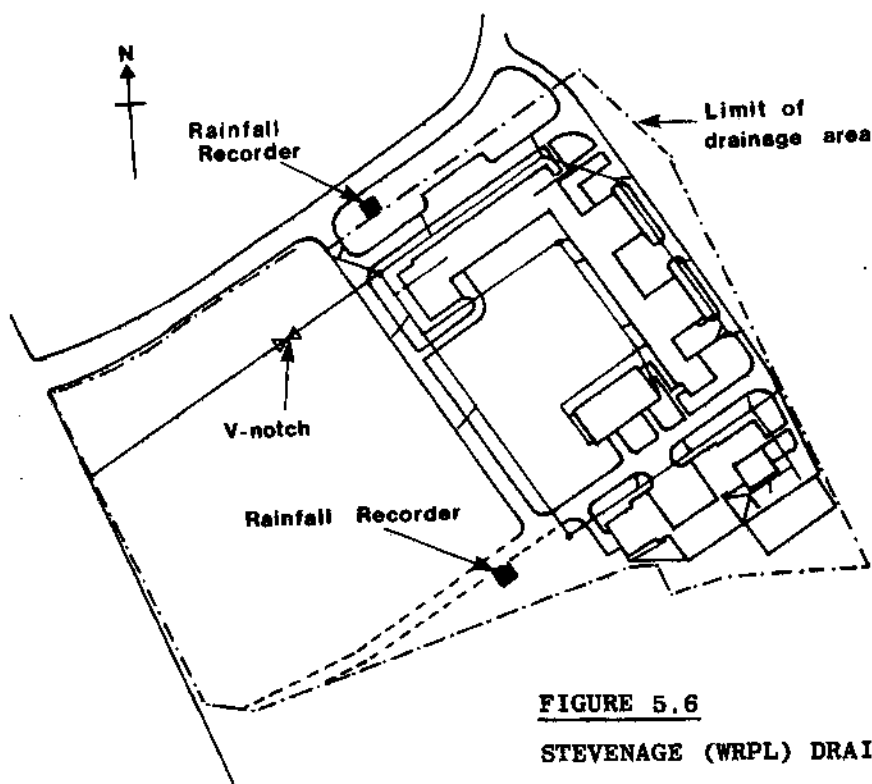 N
Rainfall
Recorder
Limit of
drainage area
V-notch
Rainfall Recorder
FIGURE 5.6
STEVENAGE (WRPL) DRAI